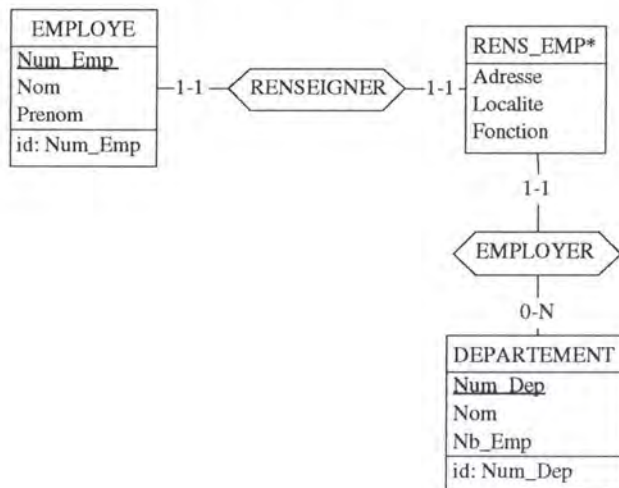 EMPLOYE
Num_Emp
Nom
Prenom
id: Num_Emp
1-1
RENSEIGNER
1-1
RENS_EMP*
Adresse
Localite
Fonction
1-1
EMPLOYER
0-N
DEPARTEMENT
Num_Dep
Nom
Nb_Emp
id: Num_Dep